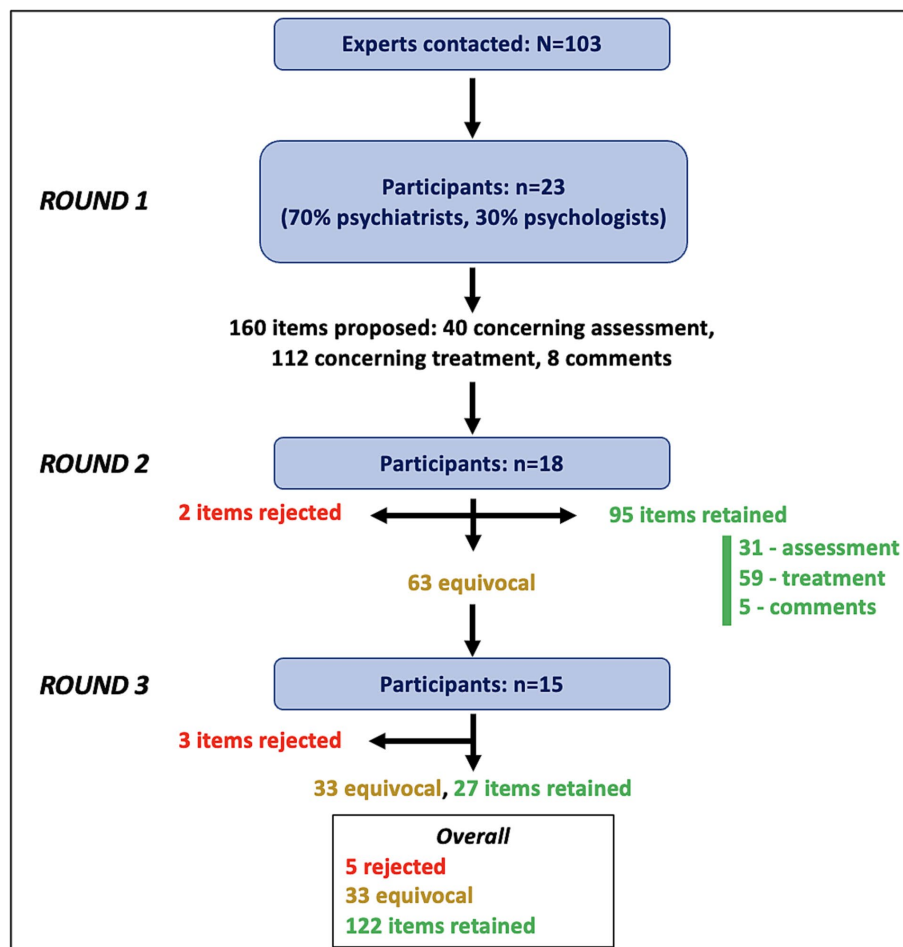 Experts contacted: N=103
ROUND 1
Participants: n=23
(70% psychiatrists, 30% psychologists)
160 items proposed: 40 concerning assessment,
112 concerning treatment, 8 comments
ROUND 2
Participants: n=18
2 items rejected
95 items retained
31 - assessment
59 - treatment
5 - comments
63 equivocal
ROUND 3
Participants: n=15
3 items rejected
33 equivocal, 27 items retained
Overall
5 rejected
33 equivocal
122 items retained